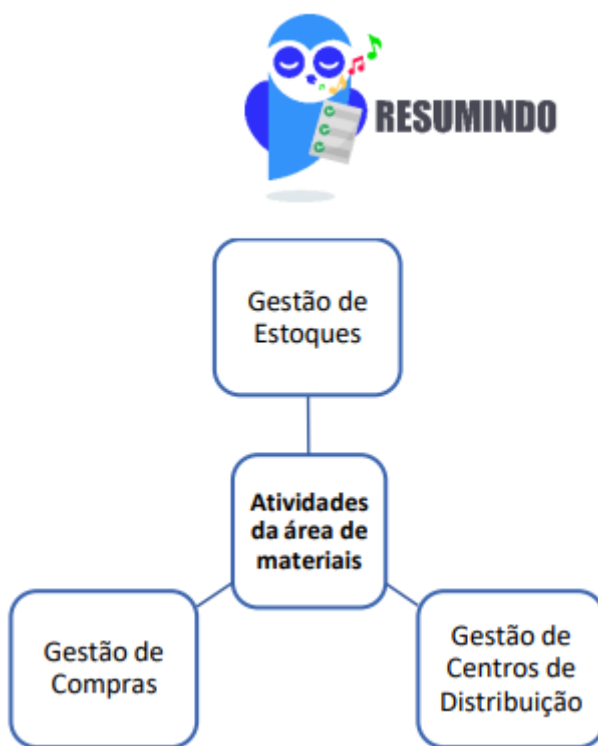 RESUMINDO
Gestão de
Estoques
Atividades
da área de
materiais
Gestão de
Compras
Gestão de
Centros de
Distribuição